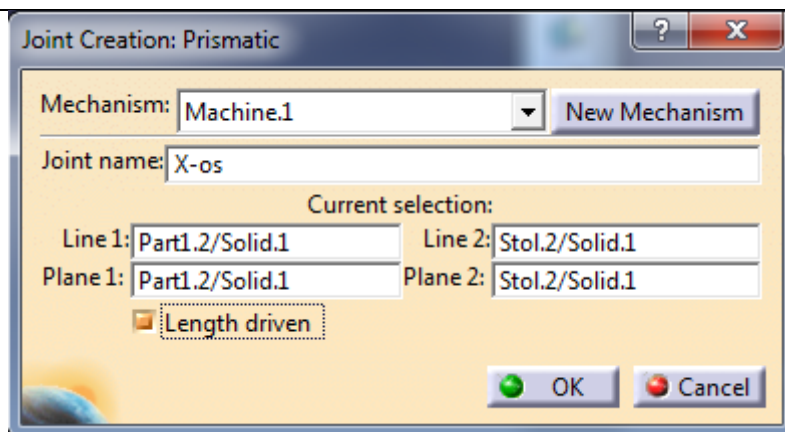 Joint Creation: Prismatic
Mechanism: Machine.1 New Mechanism
Joint name: X-os
Current selection:
Line 1: Part1.2/Solid.1 Line 2: Stol.2/Solid.1
Plane 1: Part1.2/Solid.1 Plane 2: Stol.2/Solid.1
Length driven
OK Cancel